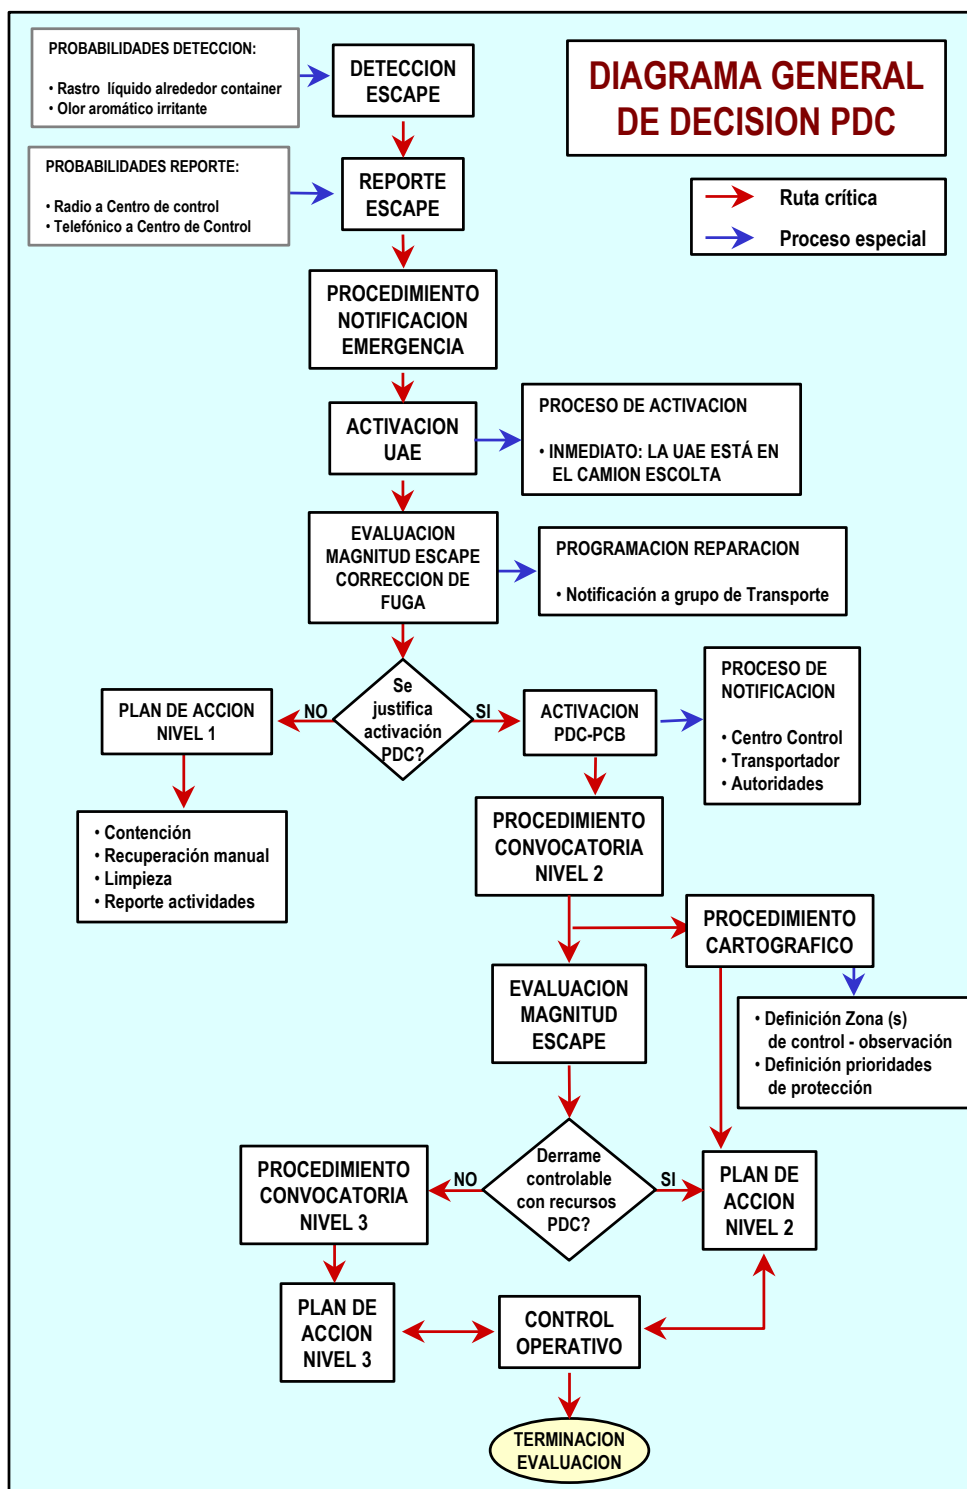 PROBABILIDADES DETECCION:
• Rastro líquido alrededor container
• Olor aromático irritante
DETECCION
ESCAPE
DIAGRAMA GENERAL
DE DECISION PDC
PROBABILIDADES REPORTE:
• Radio a Centro de control
• Telefónico a Centro de Control
REPORTE
ESCAPE
Ruta crítica
Proceso especial
PROCEDIMIENTO
NOTIFICACION
EMERGENCIA
ACTIVACION
UAE
PROCESO DE ACTIVACION
• INMEDIATO: LA UAE ESTÁ EN
EL CAMION ESCOLTA
EVALUACION
MAGNITUD ESCAPE
CORRECCION DE
FUGA
PROGRAMACION REPARACION
• Notificación a grupo de Transporte
Se
justifica
activación
PDC?
NO
SI
PLAN DE ACCION
NIVEL 1
ACTIVACION
PDC-PCB
PROCESO DE
NOTIFICACION
• Centro Control
• Transportador
• Autoridades
• Contención
• Recuperación manual
• Limpieza
• Reporte actividades
PROCEDIMIENTO
CONVOCATORIA
NIVEL 2
PROCEDIMIENTO
CARTOGRAFICO
EVALUACION
MAGNITUD
ESCAPE
• Definición Zona (s)
de control - observación
• Definición prioridades
de protección
Derrame
controlable
con recursos
PDC?
NO
SI
PROCEDIMIENTO
CONVOCATORIA
NIVEL 3
PLAN DE
ACCION
NIVEL 2
PLAN DE
ACCION
NIVEL 3
CONTROL
OPERATIVO
TERMINACION
EVALUACION